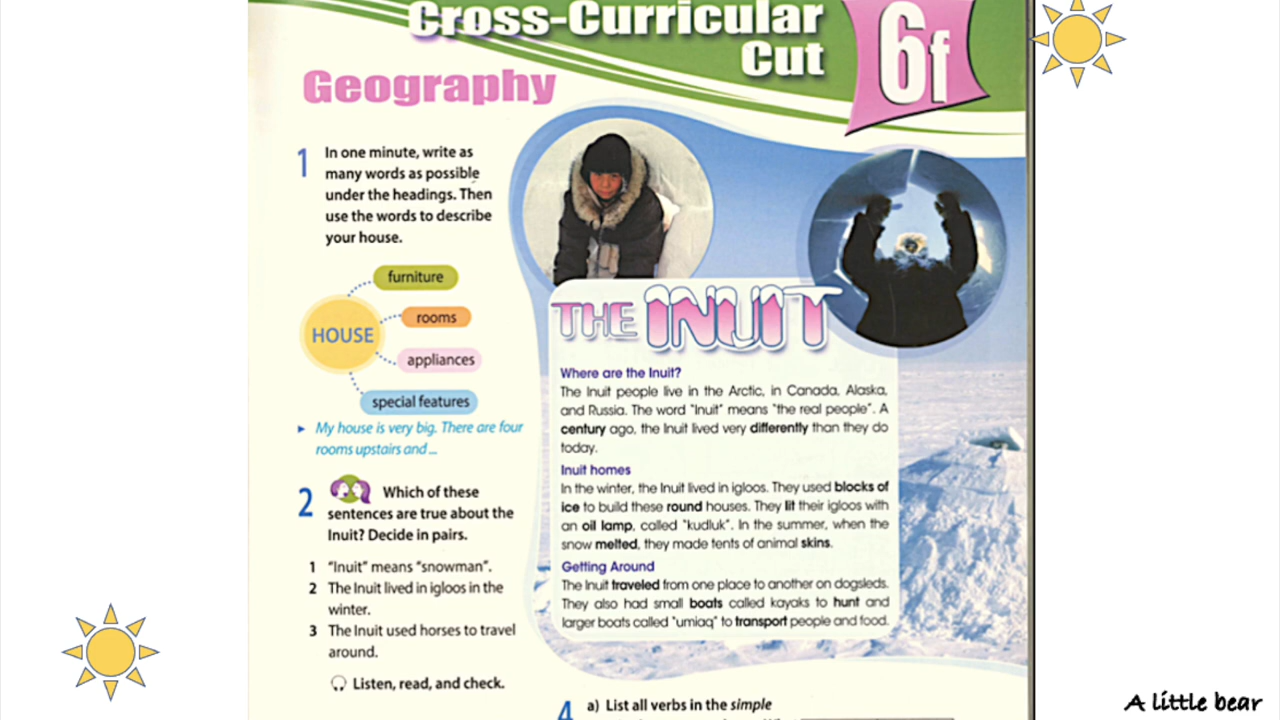 Cross-Curricular
Cut
6f
Geography
1 In one minute, write as
many words as possible
under the headings. Then
use the words to describe
your house.
furniture
rooms
HOUSE
appliances
special features
► My house is very big. There are four
rooms upstairs and ...
2 Which of these
sentences are true about the
Inuit? Decide in pairs.
1 “Inuit” means “snowman”.
2 The Inuit lived in igloos in the
winter.
3 The Inuit used horses to travel
around.
Listen, read, and check.
THE INUIT
Where are the Inuit?
The Inuit people live in the Arctic, in Canada, Alaska,
and Russia. The word "Inuit" means "the real people". A
century ago, the Inuit lived very differently than they do
today.
Inuit homes
In the winter, the Inuit lived in igloos. They used blocks of
ice to build these round houses. They lit their igloos with
an oil lamp, called "kudluk". In the summer, when the
snow melted, they made tents of animal skins.
Getting Around
The Inuit traveled from one place to another on dogsleds.
They also had small boats called kayaks to hunt and
larger boats called "umiaq" to transport people and food.
4 a) List all verbs in the simple
A little bear